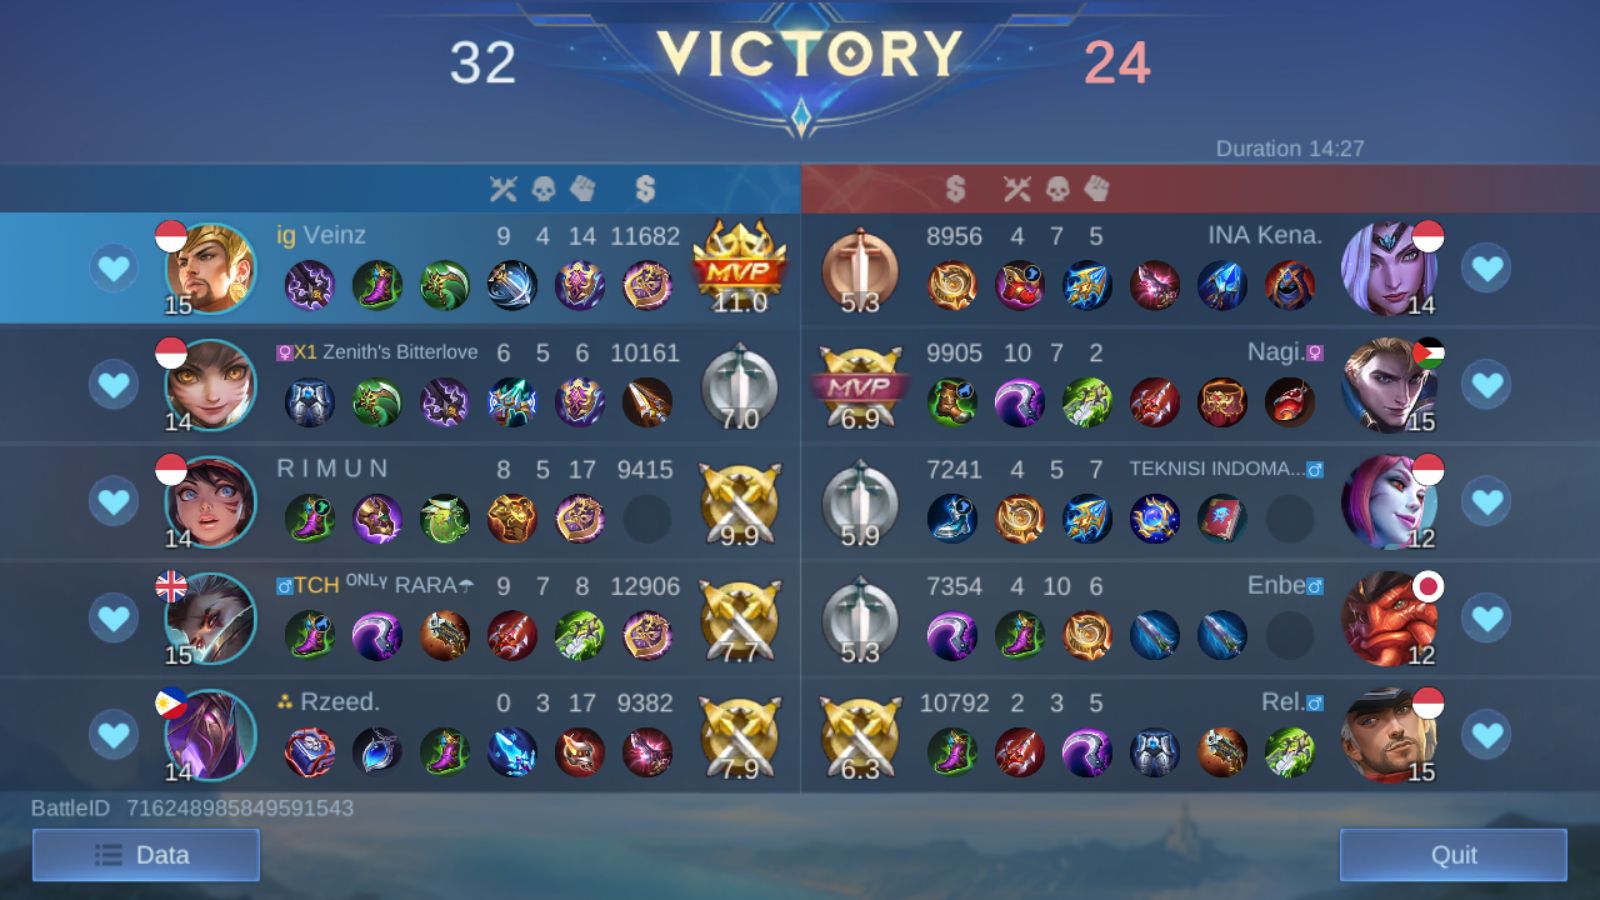 32 VICTORY 24
Duration 14:27
ig Veinz 9 4 14 11682
15
MVP 11.0
5.3
8956 4 7 5 INA Kena.
14
X1 Zenith's Bitterlove 6 5 6 10161
14
7.0
MVP 6.9
9905 10 7 2 Nagi.
15
R I M U N 8 5 17 9415
14
9.9
5.9
7241 4 5 7 TEKNISI INDOMA...
12
TCH ᴼᴺᴸʸ RARA☂ 9 7 8 12906
15
7.7
5.3
7354 4 10 6 Enbe
12
Rzeed. 0 3 17 9382
14
7.9
6.3
10792 2 3 5 Rel.
15
BattleID 716248985849591543
Data
Quit